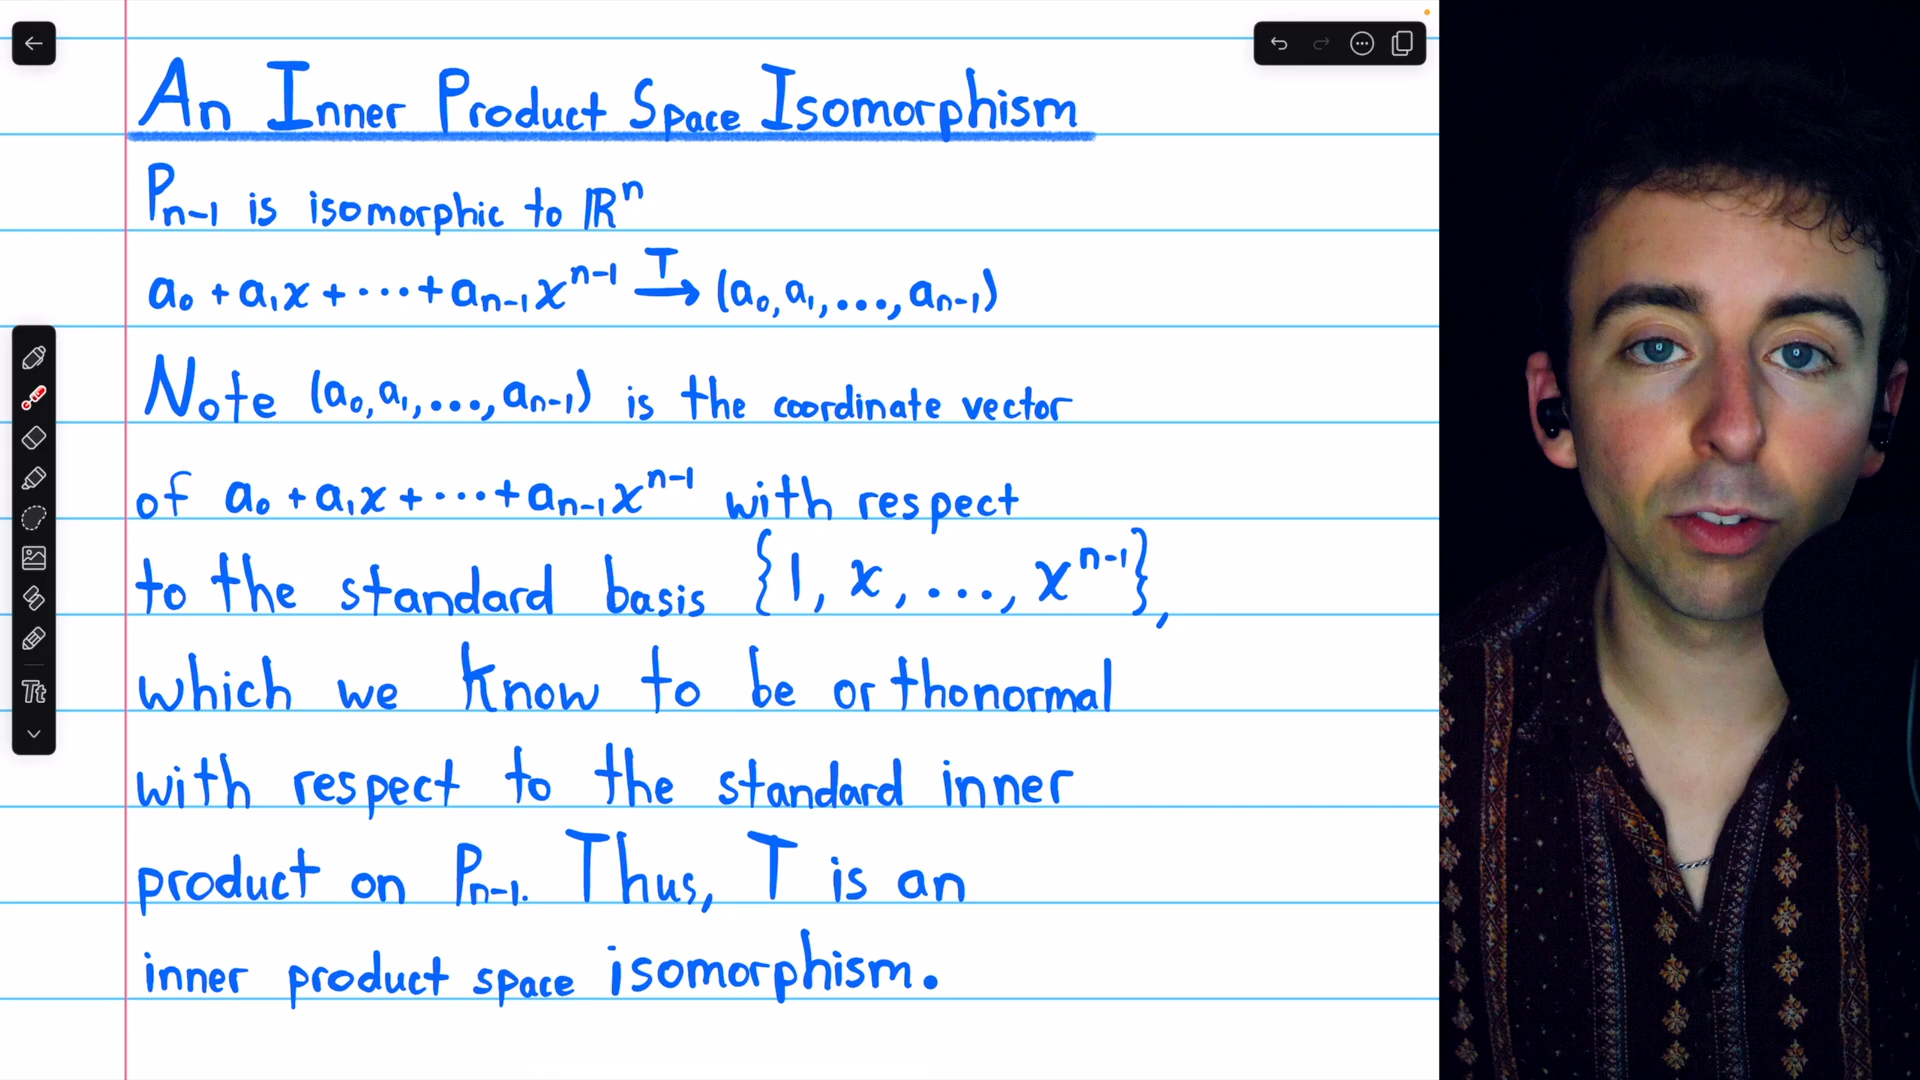 An Inner Product Space Isomorphism
Pₙ₋₁ is isomorphic to ℝⁿ
a₀ + a₁x + ⋯ + aₙ₋₁xⁿ⁻¹ →ᵀ (a₀, a₁, ..., aₙ₋₁)
Note (a₀, a₁, ..., aₙ₋₁) is the coordinate vector
of a₀ + a₁x + ⋯ + aₙ₋₁xⁿ⁻¹ with respect
to the standard basis {1, x, ..., xⁿ⁻¹},
which we know to be orthonormal
with respect to the standard inner
product on Pₙ₋₁. Thus, T is an
inner product space isomorphism.
Tt